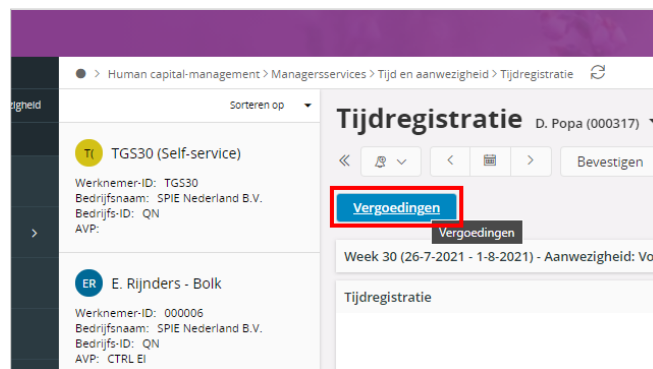 > Human capital-management > Managersservices > Tijd en aanwezigheid > Tijdregistratie
zigheid
Sorteren op
T(
TGS30 (Self-service)
Werknemer-ID: TGS30
Bedrijfsnaam: SPIE Nederland B.V.
Bedrijfs-ID: QN
AVP:
ER
E. Rijnders - Bolk
Werknemer-ID: 000006
Bedrijfsnaam: SPIE Nederland B.V.
Bedrijfs-ID: QN
AVP: CTRL EI
Tijdregistratie D. Popa (000317)
Bevestigen
Vergoedingen
Vergoedingen
Week 30 (26-7-2021 - 1-8-2021) - Aanwezigheid: Vo
Tijdregistratie